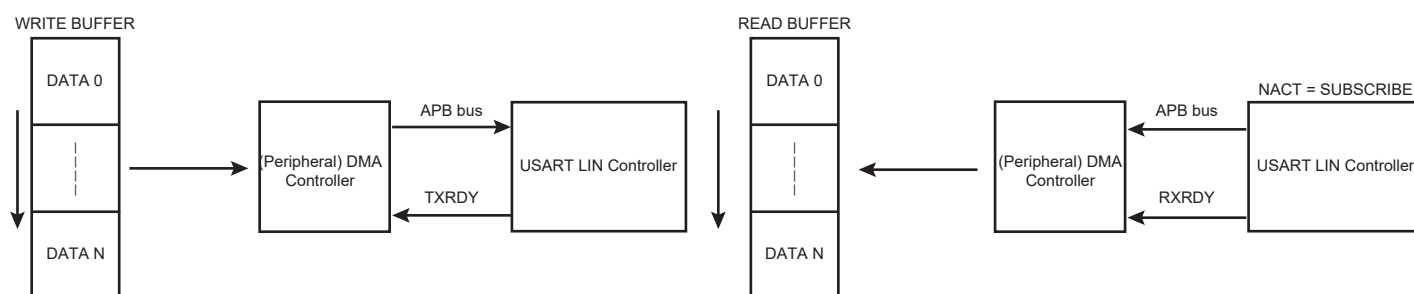 WRITE BUFFER
DATA 0
DATA N
(Peripheral) DMA
Controller
APB bus
TXRDY
USART LIN Controller
READ BUFFER
DATA 0
DATA N
(Peripheral) DMA
Controller
APB bus
RXRDY
NACT = SUBSCRIBE
USART LIN Controller